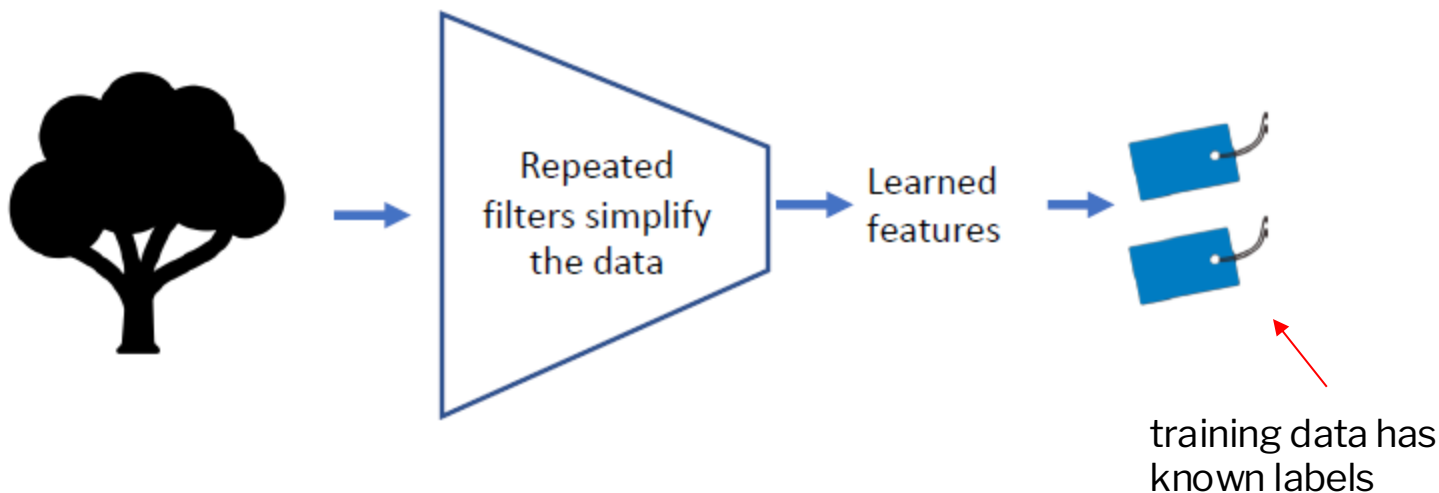 Repeated
filters simplify
the data
Learned
features
training data has
known labels